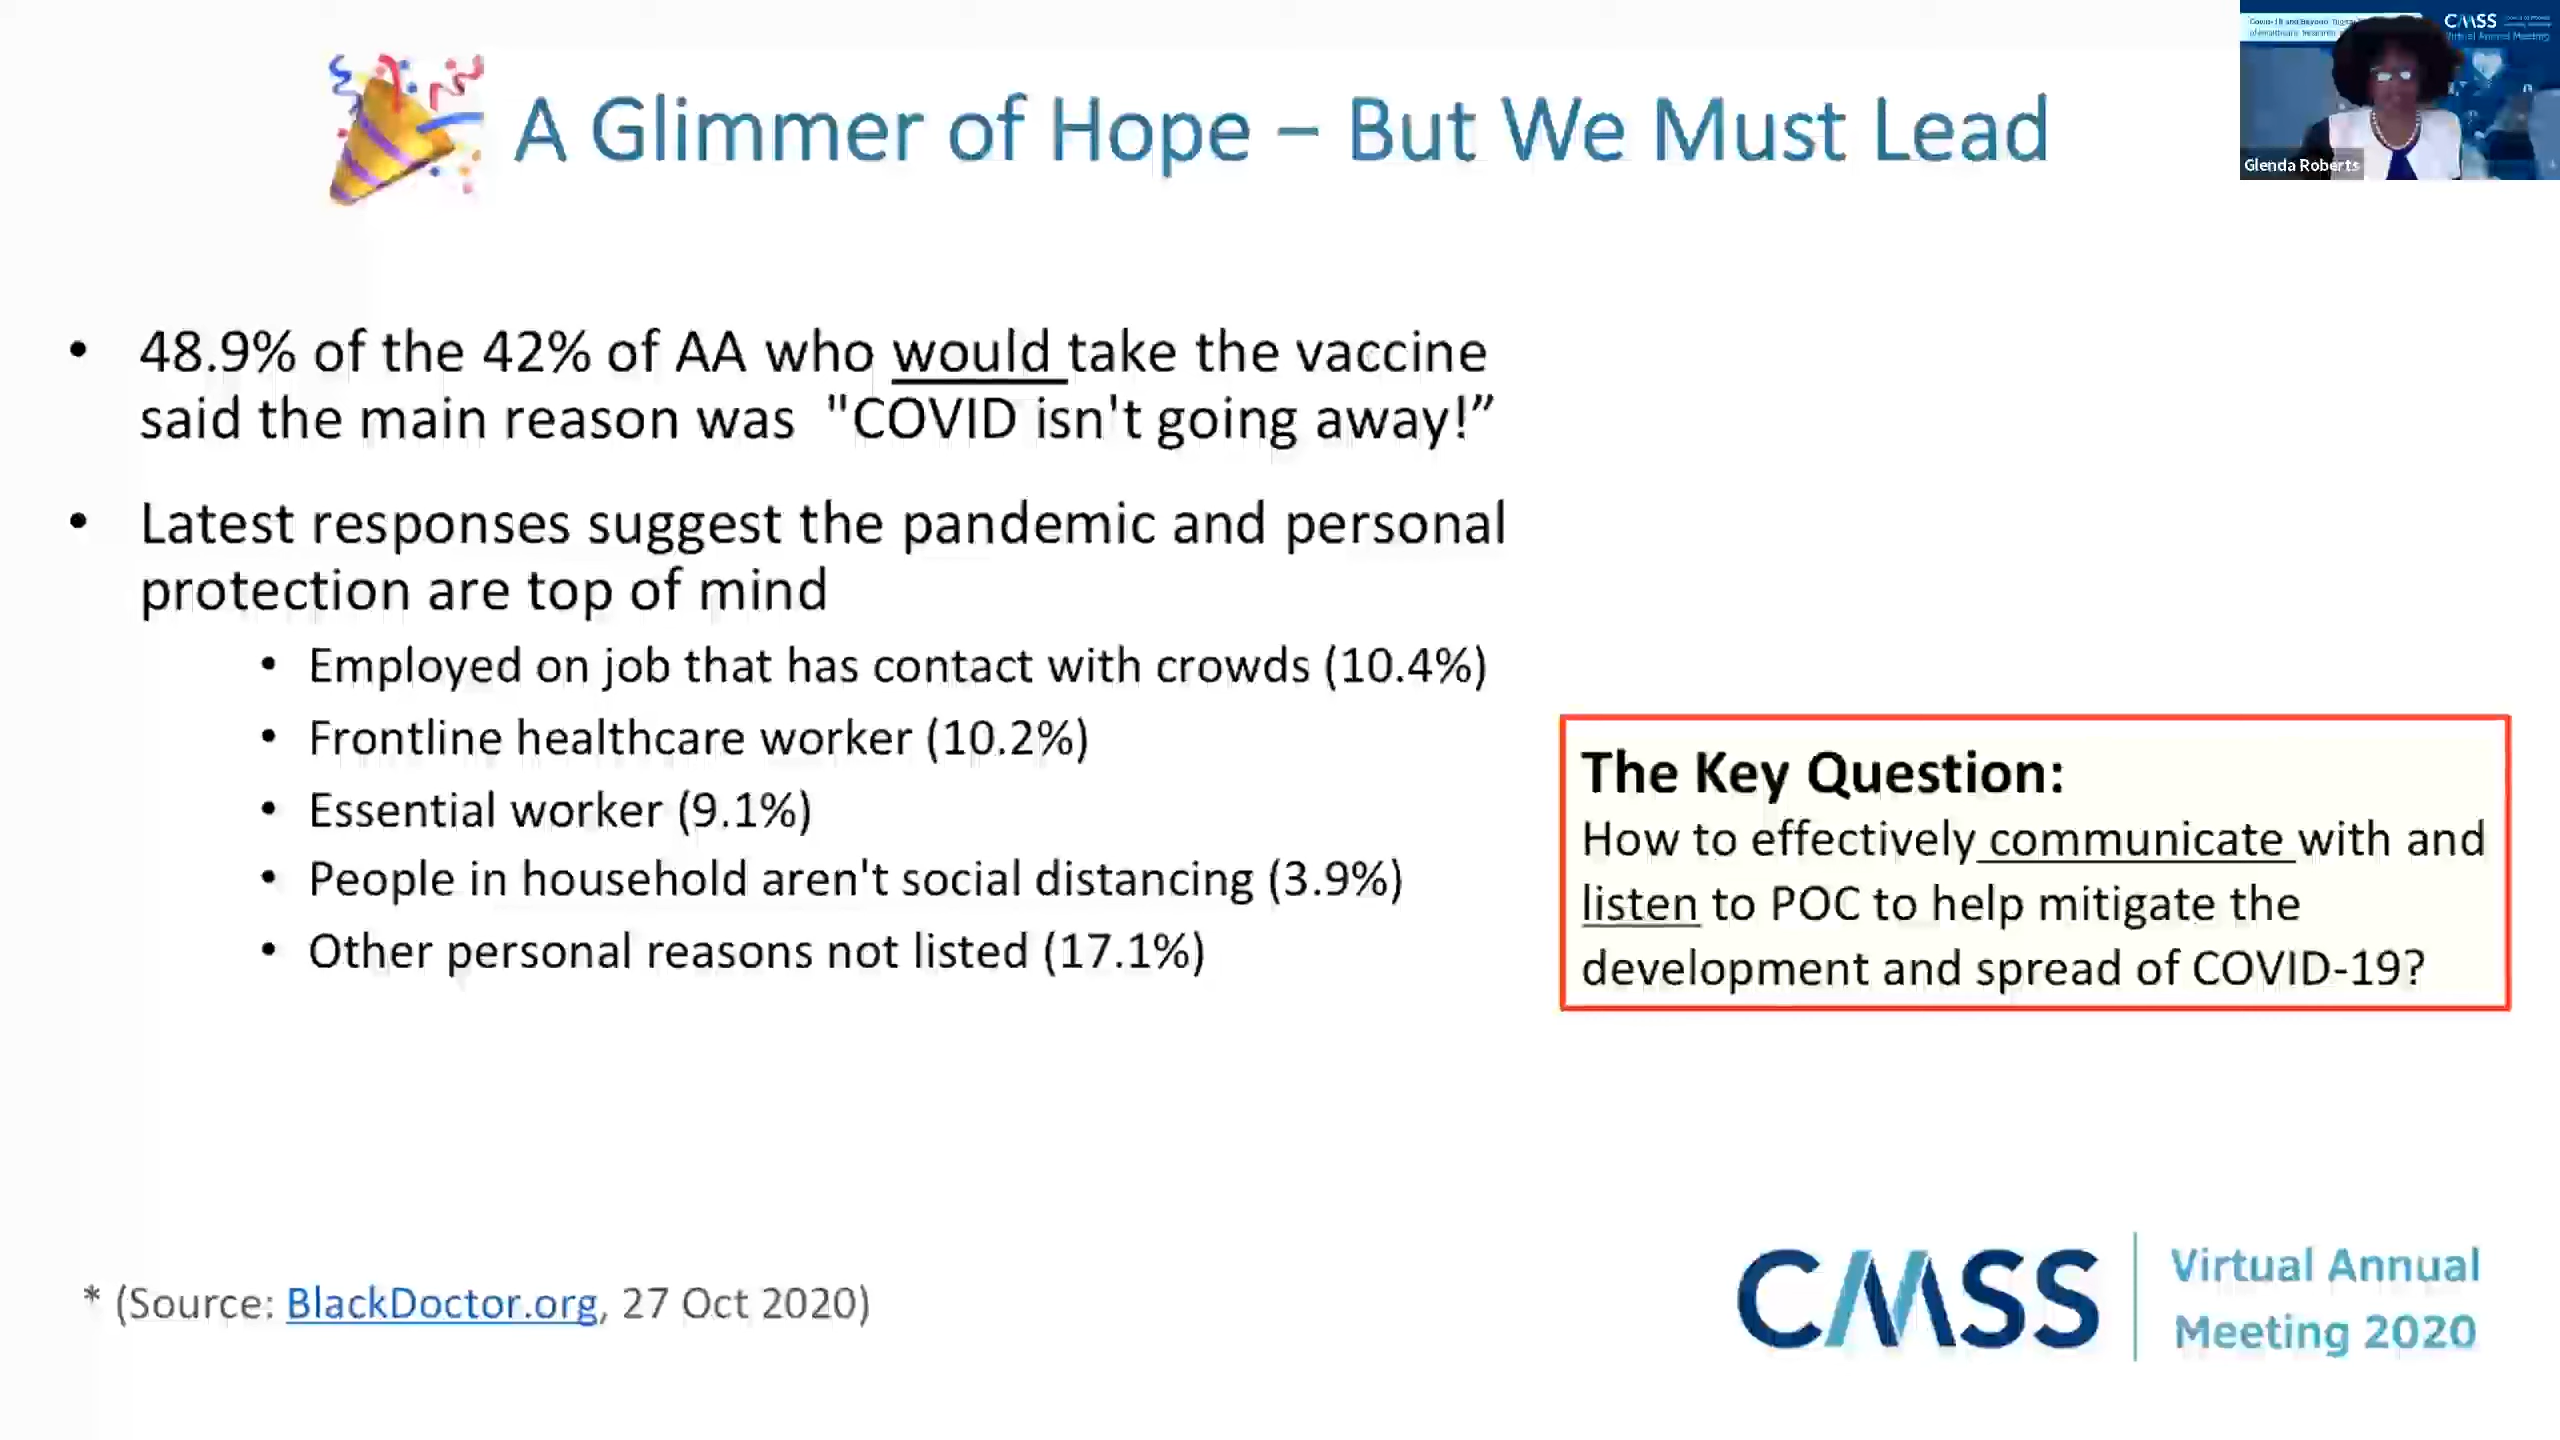 A Glimmer of Hope – But We Must Lead
CMSS
Virtual Annual Meeting
Glenda Roberts
• 48.9% of the 42% of AA who would take the vaccine
said the main reason was "COVID isn't going away!”
• Latest responses suggest the pandemic and personal
protection are top of mind
• Employed on job that has contact with crowds (10.4%)
• Frontline healthcare worker (10.2%)
• Essential worker (9.1%)
• People in household aren't social distancing (3.9%)
• Other personal reasons not listed (17.1%)
The Key Question:
How to effectively communicate with and
listen to POC to help mitigate the
development and spread of COVID-19?
* (Source: BlackDoctor.org, 27 Oct 2020)
CMSS
Virtual Annual
Meeting 2020